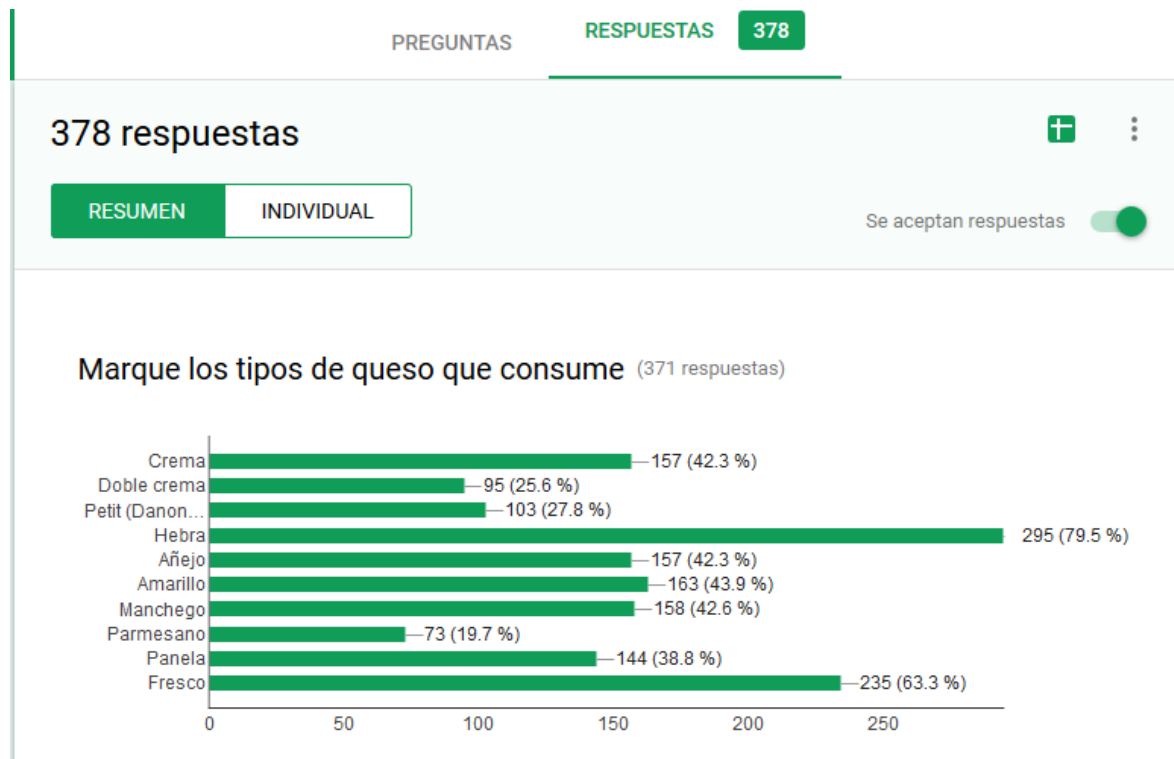 PREGUNTAS RESPUESTAS 378
378 respuestas
RESUMEN INDIVIDUAL
Se aceptan respuestas
Marque los tipos de queso que consume (371 respuestas)
Crema 157 (42.3 %)
Doble crema 95 (25.6 %)
Petit (Danon... 103 (27.8 %)
Hebra 295 (79.5 %)
Añejo 157 (42.3 %)
Amarillo 163 (43.9 %)
Manchego 158 (42.6 %)
Parmesano 73 (19.7 %)
Panela 144 (38.8 %)
Fresco 235 (63.3 %)
0 50 100 150 200 250